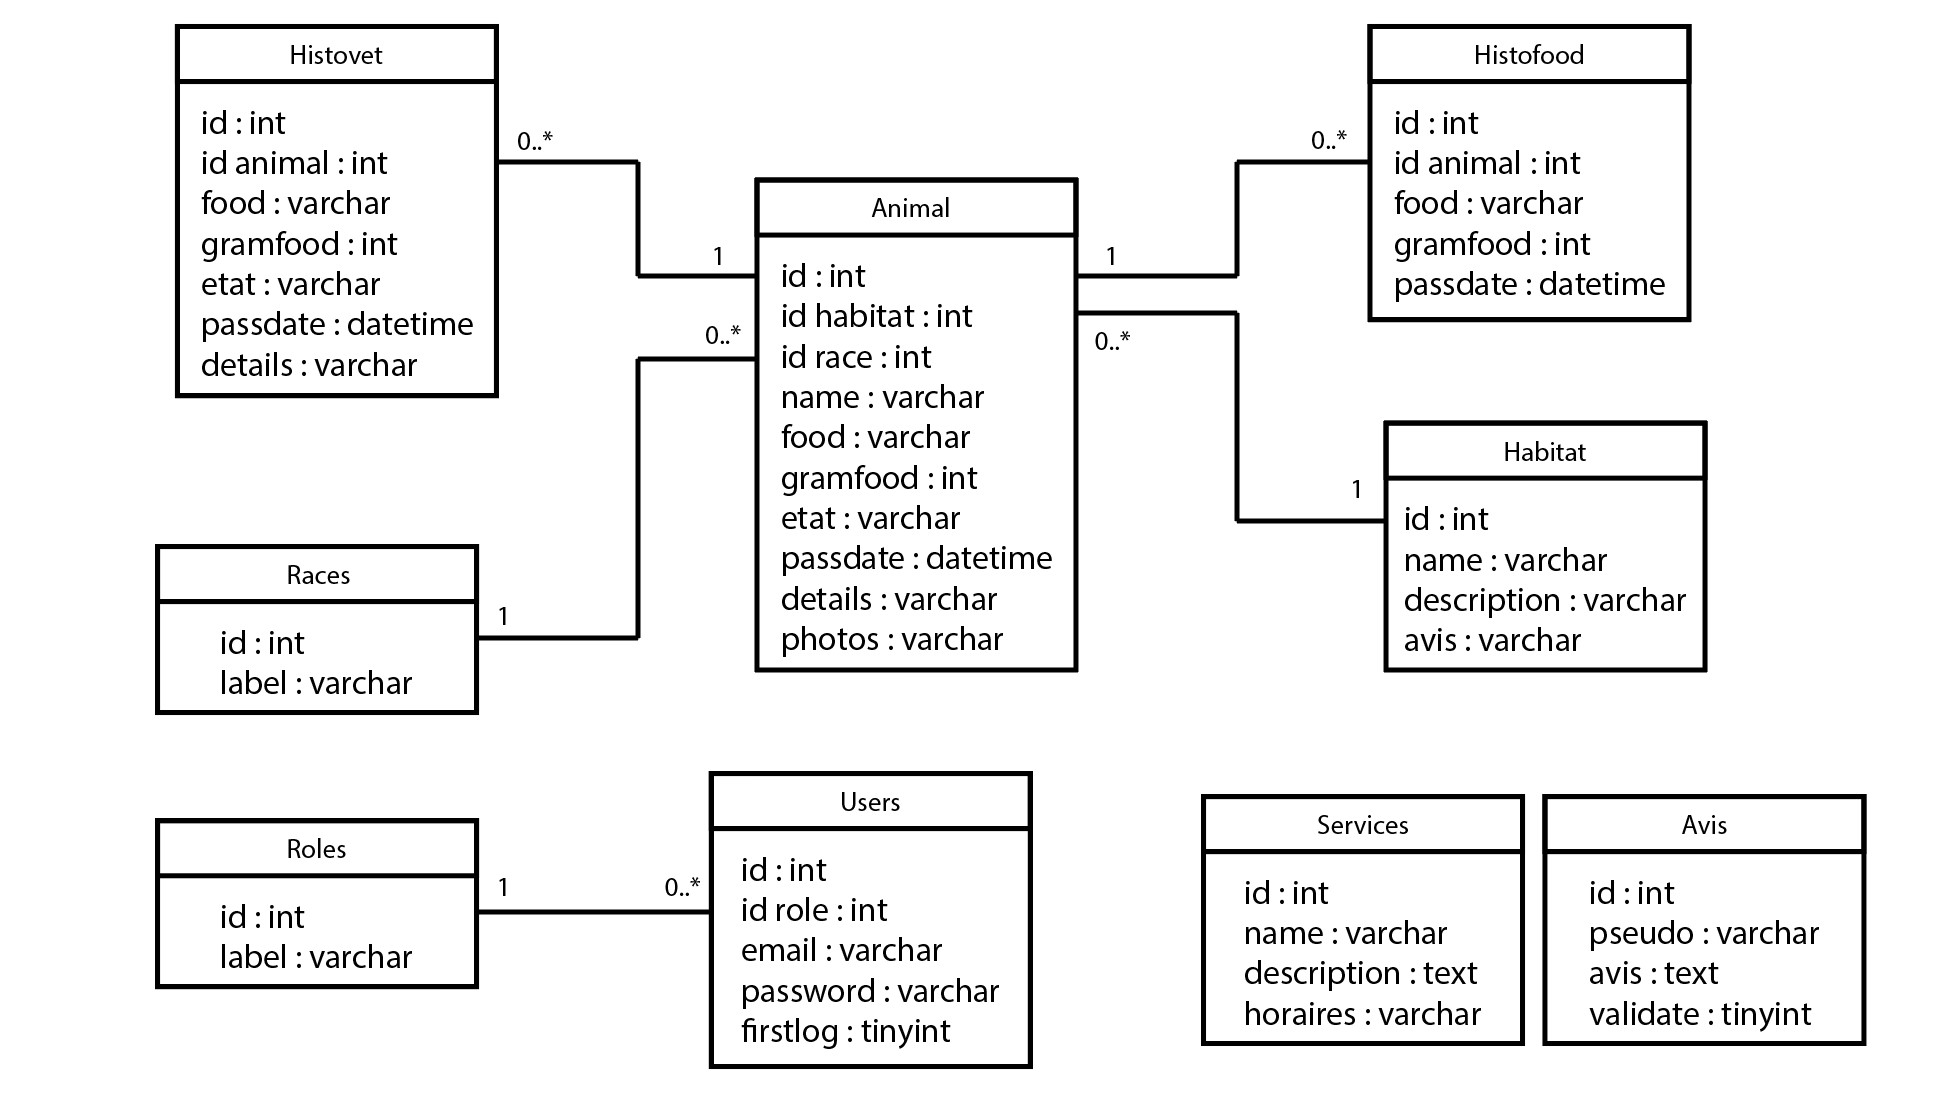 Histovet
id : int
id animal : int
food : varchar
gramfood : int
etat : varchar
passdate : datetime
details : varchar
0..*
1
Animal
id : int
id habitat : int
id race : int
name : varchar
food : varchar
gramfood : int
etat : varchar
passdate : datetime
details : varchar
photos : varchar
1
0..*
Histofood
id : int
id animal : int
food : varchar
gramfood : int
passdate : datetime
0..*
1
Habitat
id : int
name : varchar
description : varchar
avis : varchar
0..*
1
Races
id : int
label : varchar
Roles
id : int
label : varchar
1
0..*
Users
id : int
id role : int
email : varchar
password : varchar
firstlog : tinyint
Services
id : int
name : varchar
description : text
horaires : varchar
Avis
id : int
pseudo : varchar
avis : text
validate : tinyint